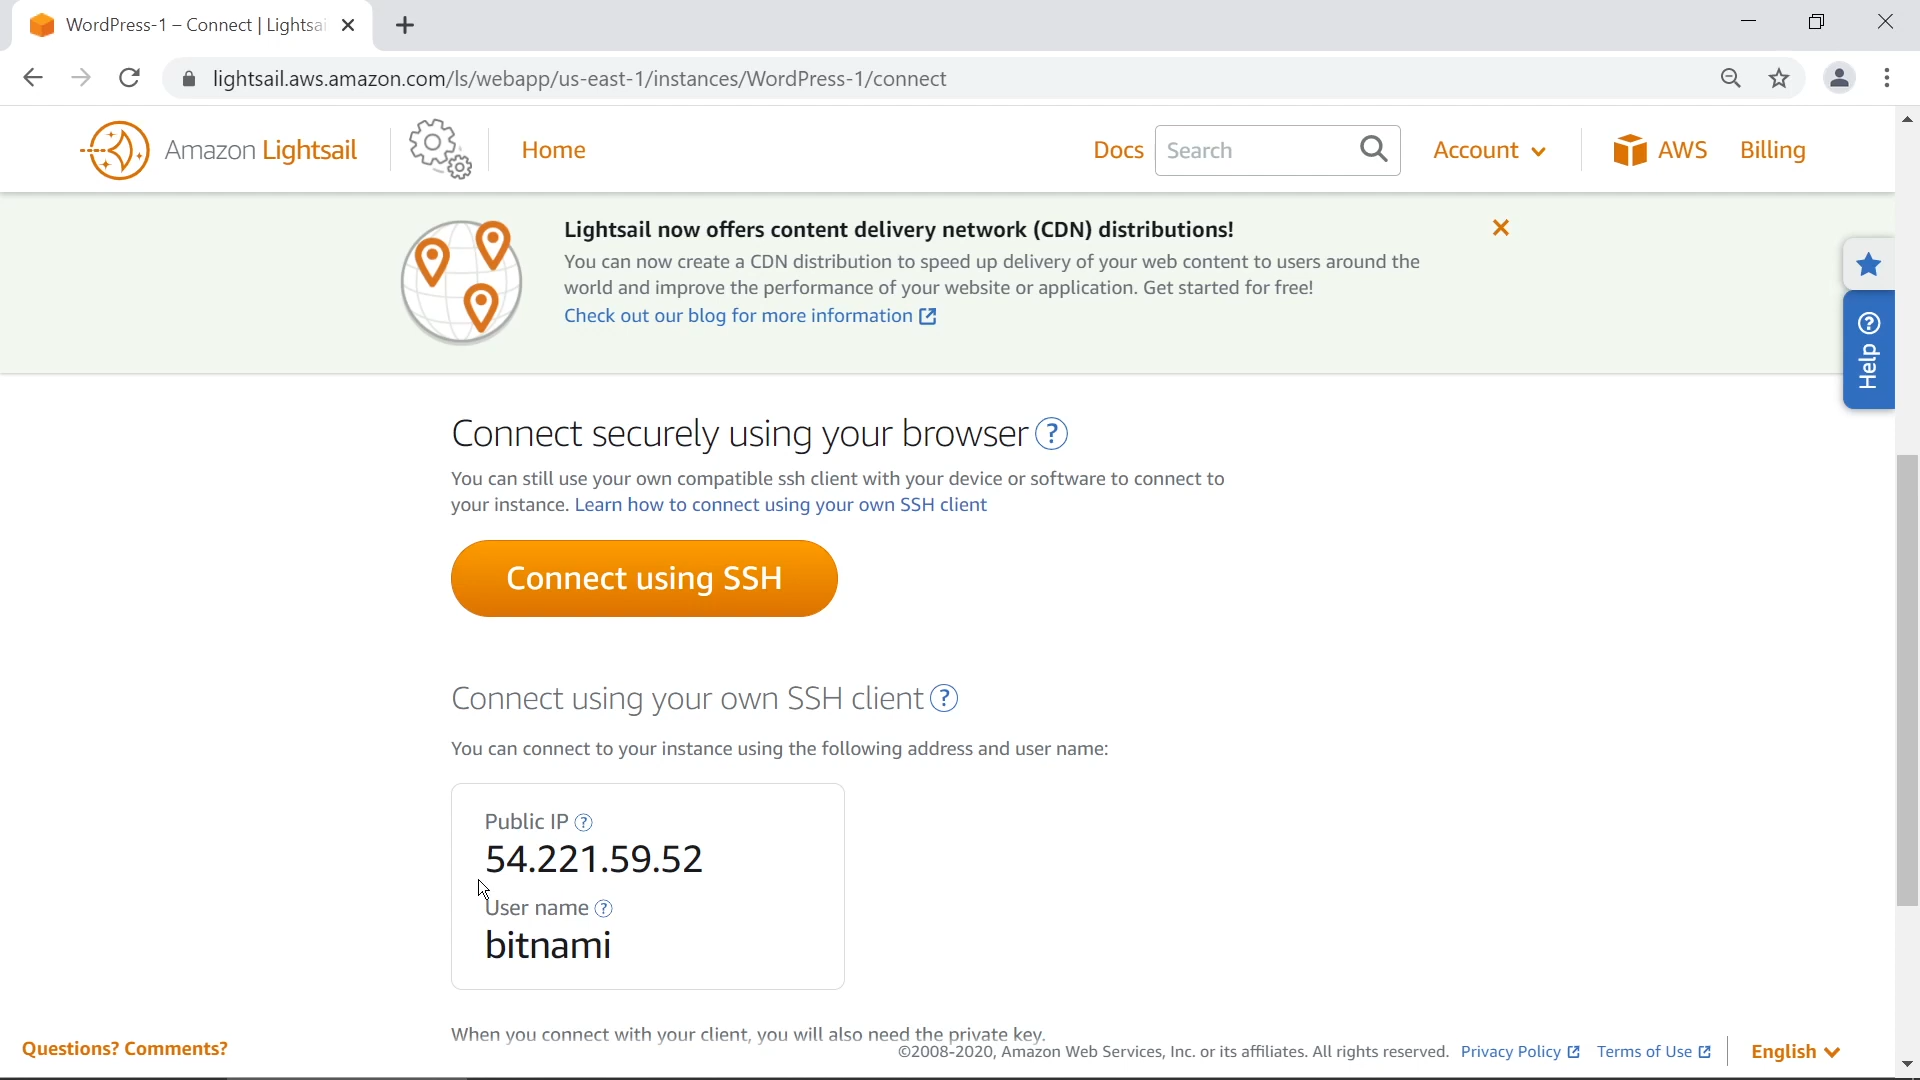 WordPress-1 – Connect | Lightsai
lightsail.aws.amazon.com/ls/webapp/us-east-1/instances/WordPress-1/connect
Amazon Lightsail
Home
Docs
Search
Account
AWS
Billing
Lightsail now offers content delivery network (CDN) distributions!
You can now create a CDN distribution to speed up delivery of your web content to users around the
world and improve the performance of your website or application. Get started for free!
Check out our blog for more information
Help ?
Connect securely using your browser ?
You can still use your own compatible ssh client with your device or software to connect to
your instance. Learn how to connect using your own SSH client
Connect using SSH
Connect using your own SSH client ?
You can connect to your instance using the following address and user name:
Public IP ?
54.221.59.52
User name ?
bitnami
When you connect with your client, you will also need the private key.
Questions? Comments?
©2008-2020, Amazon Web Services, Inc. or its affiliates. All rights reserved.
Privacy Policy
Terms of Use
English